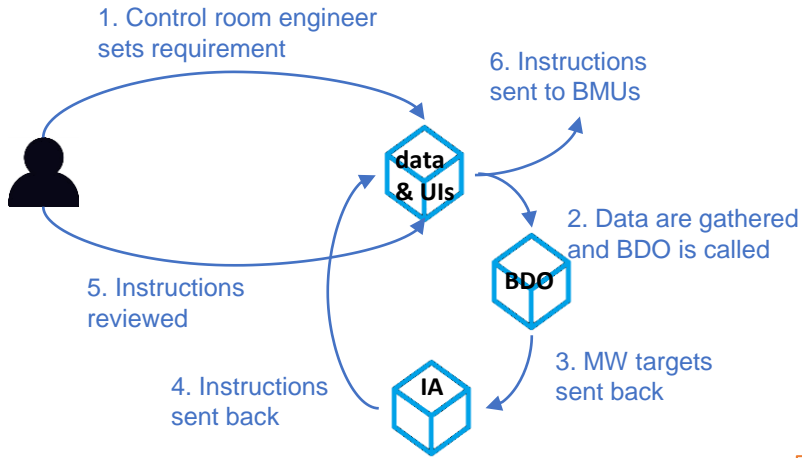 1. Control room engineer
sets requirement
6. Instructions
sent to BMUs
data
& UIs
2. Data are gathered
and BDO is called
BDO
5. Instructions
reviewed
3. MW targets
sent back
IA
4. Instructions
sent back
5